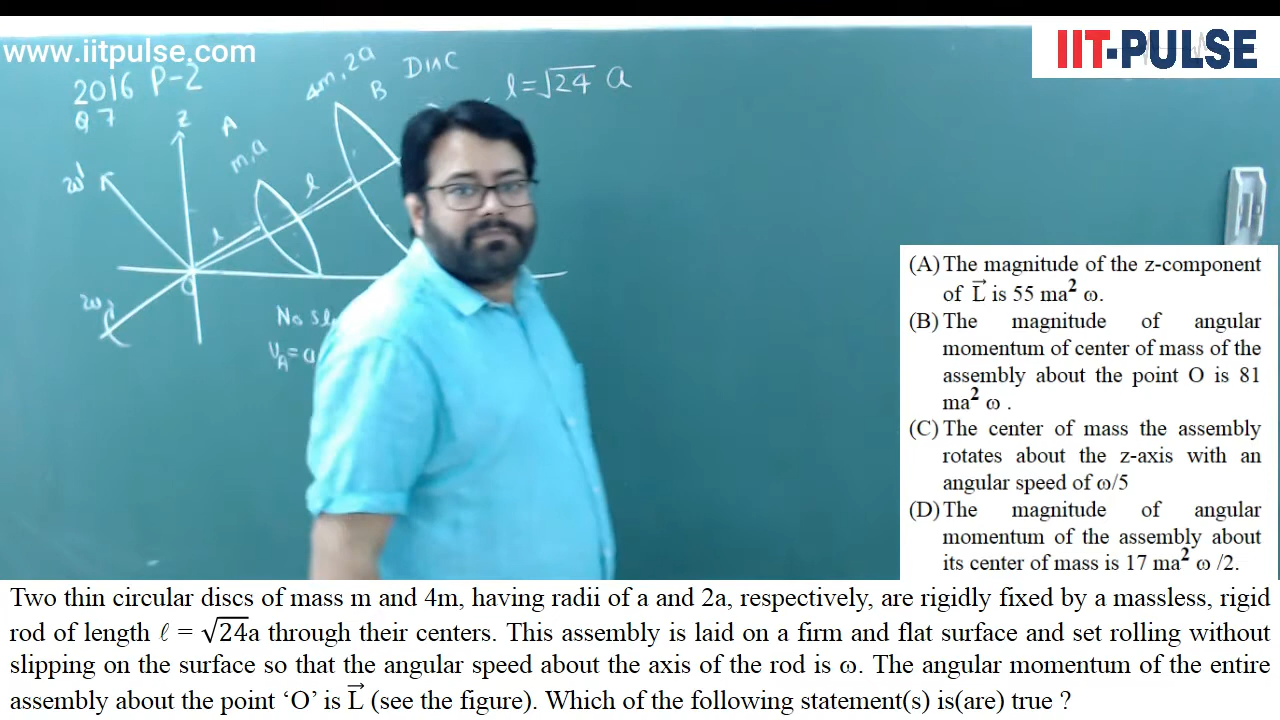 www.iitpulse.com
IIT-PULSE
2016 P-2
Q 7
4m, 2a
B
DISC
l = √24 a
Z
A
m, a
l
l
O
No sl
(A) The magnitude of the z-component
of L⃗ is 55 ma² ω.
(B) The magnitude of angular
momentum of center of mass of the
assembly about the point O is 81
ma² ω .
(C) The center of mass the assembly
rotates about the z-axis with an
angular speed of ω/5
(D) The magnitude of angular
momentum of the assembly about
its center of mass is 17 ma² ω /2.
Two thin circular discs of mass m and 4m, having radii of a and 2a, respectively, are rigidly fixed by a massless, rigid
rod of length ℓ = √24a through their centers. This assembly is laid on a firm and flat surface and set rolling without
slipping on the surface so that the angular speed about the axis of the rod is ω. The angular momentum of the entire
assembly about the point ‘O’ is L⃗ (see the figure). Which of the following statement(s) is(are) true ?